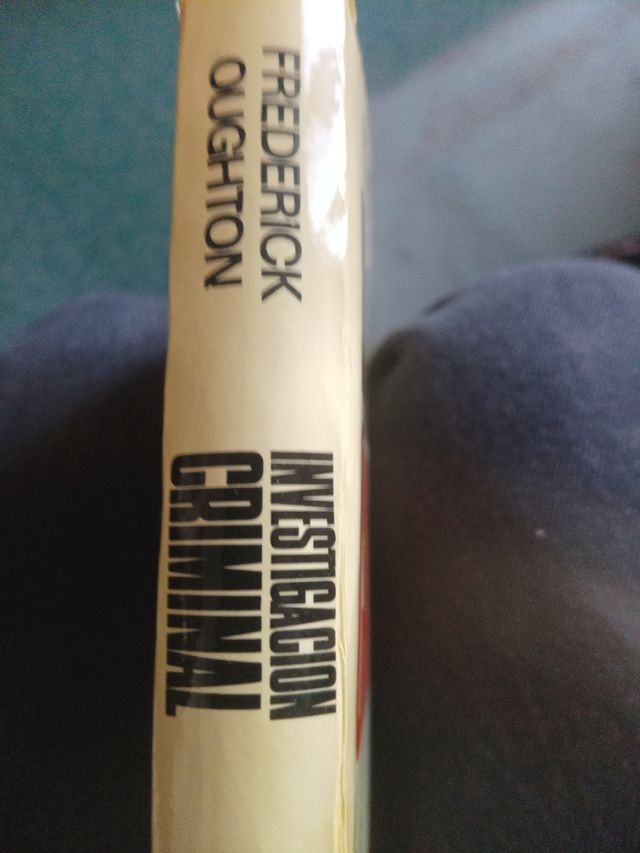 FREDERICK
OUGHTON
INVESTIGACION
CRIMINAL